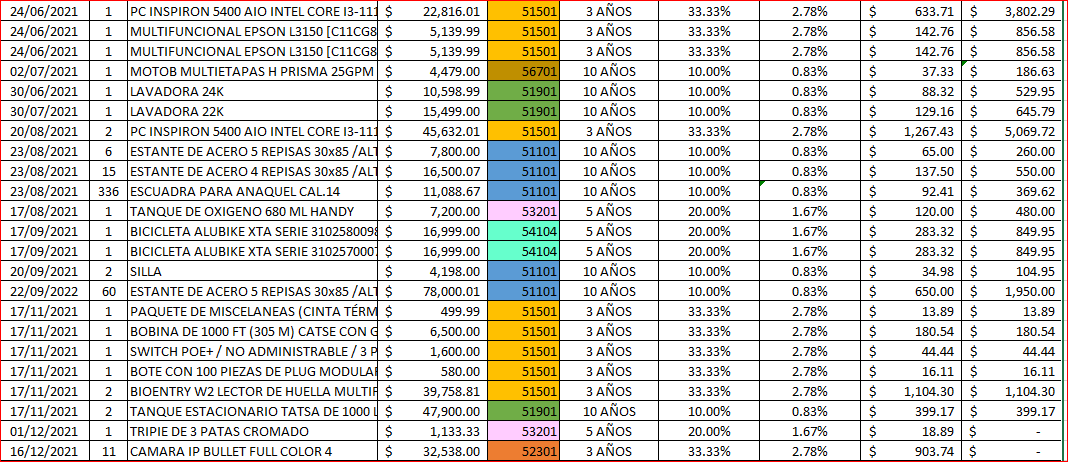 24/06/2021 1 PC INSPIRON 5400 AIO INTEL CORE I3-111 $ 22,816.01 51501 3 AÑOS 33.33% 2.78% $ 633.71 $ 3,802.29
24/06/2021 1 MULTIFUNCIONAL EPSON L3150 [C11CG8 $ 5,139.99 51501 3 AÑOS 33.33% 2.78% $ 142.76 $ 856.58
24/06/2021 1 MULTIFUNCIONAL EPSON L3150 [C11CG8 $ 5,139.99 51501 3 AÑOS 33.33% 2.78% $ 142.76 $ 856.58
02/07/2021 1 MOTOB MULTIETAPAS H PRISMA 25GPM $ 4,479.00 56701 10 AÑOS 10.00% 0.83% $ 37.33 $ 186.63
30/06/2021 1 LAVADORA 24K $ 10,598.99 51901 10 AÑOS 10.00% 0.83% $ 88.32 $ 529.95
30/07/2021 1 LAVADORA 22K $ 15,499.00 51901 10 AÑOS 10.00% 0.83% $ 129.16 $ 645.79
20/08/2021 2 PC INSPIRON 5400 AIO INTEL CORE I3-111 $ 45,632.01 51501 3 AÑOS 33.33% 2.78% $ 1,267.43 $ 5,069.72
23/08/2021 6 ESTANTE DE ACERO 5 REPISAS 30x85 /ALT $ 7,800.00 51101 10 AÑOS 10.00% 0.83% $ 65.00 $ 260.00
23/08/2021 15 ESTANTE DE ACERO 4 REPISAS 30x85 /ALT $ 16,500.07 51101 10 AÑOS 10.00% 0.83% $ 137.50 $ 550.00
23/08/2021 336 ESCUADRA PARA ANAQUEL CAL.14 $ 11,088.67 51101 10 AÑOS 10.00% 0.83% $ 92.41 $ 369.62
17/08/2021 1 TANQUE DE OXIGENO 680 ML HANDY $ 7,200.00 53201 5 AÑOS 20.00% 1.67% $ 120.00 $ 480.00
17/09/2021 1 BICICLETA ALUBIKE XTA SERIE 3102580098 $ 16,999.00 54104 5 AÑOS 20.00% 1.67% $ 283.32 $ 849.95
17/09/2021 1 BICICLETA ALUBIKE XTA SERIE 3102570007 $ 16,999.00 54104 5 AÑOS 20.00% 1.67% $ 283.32 $ 849.95
20/09/2021 2 SILLA $ 4,198.00 51101 10 AÑOS 10.00% 0.83% $ 34.98 $ 104.95
22/09/2022 60 ESTANTE DE ACERO 5 REPISAS 30x85 /ALT $ 78,000.01 51101 10 AÑOS 10.00% 0.83% $ 650.00 $ 1,950.00
17/11/2021 1 PAQUETE DE MISCELANEAS (CINTA TÉRM $ 499.99 51501 3 AÑOS 33.33% 2.78% $ 13.89 $ 13.89
17/11/2021 1 BOBINA DE 1000 FT (305 M) CAT5E CON G $ 6,500.00 51501 3 AÑOS 33.33% 2.78% $ 180.54 $ 180.54
17/11/2021 1 SWITCH POE+ / NO ADMINISTRABLE / 3 P $ 1,600.00 51501 3 AÑOS 33.33% 2.78% $ 44.44 $ 44.44
17/11/2021 1 BOTE CON 100 PIEZAS DE PLUG MODULAR $ 580.00 51501 3 AÑOS 33.33% 2.78% $ 16.11 $ 16.11
17/11/2021 2 BIOENTRY W2 LECTOR DE HUELLA MULTIF $ 39,758.81 51501 3 AÑOS 33.33% 2.78% $ 1,104.30 $ 1,104.30
17/11/2021 2 TANQUE ESTACIONARIO TATSA DE 1000 L $ 47,900.00 51901 10 AÑOS 10.00% 0.83% $ 399.17 $ 399.17
01/12/2021 1 TRIPIE DE 3 PATAS CROMADO $ 1,133.33 53201 5 AÑOS 20.00% 1.67% $ 18.89 $ -
16/12/2021 11 CAMARA IP BULLET FULL COLOR 4 $ 32,538.00 52301 3 AÑOS 33.33% 2.78% $ 903.74 $ -